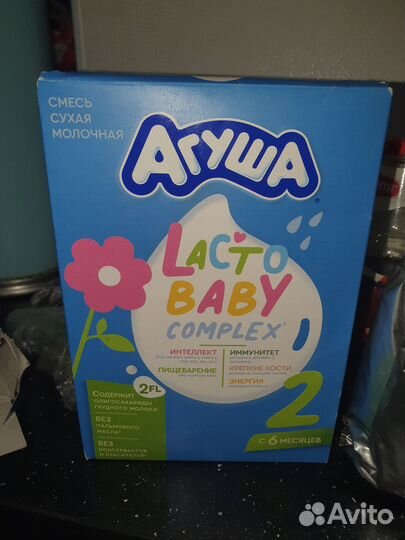 СМЕСЬ
СУХАЯ
МОЛОЧНАЯ
АГУША
LACTO
BABY
COMPLEX
ИНТЕЛЛЕКТ
ИММУНИТЕТ
ПИЩЕВАРЕНИЕ
КРЕПКИЕ КОСТИ
ЭНЕРГИЯ
2
С 6 МЕСЯЦЕВ
СОДЕРЖИТ 2FL
ОЛИГОСАХАРИДЫ
ГРУДНОГО МОЛОКА*
БЕЗ
ПАЛЬМОВОГО
МАСЛА*
БЕЗ
КОНСЕРВАНТОВ
И КРАСИТЕЛЕЙ*
Avito